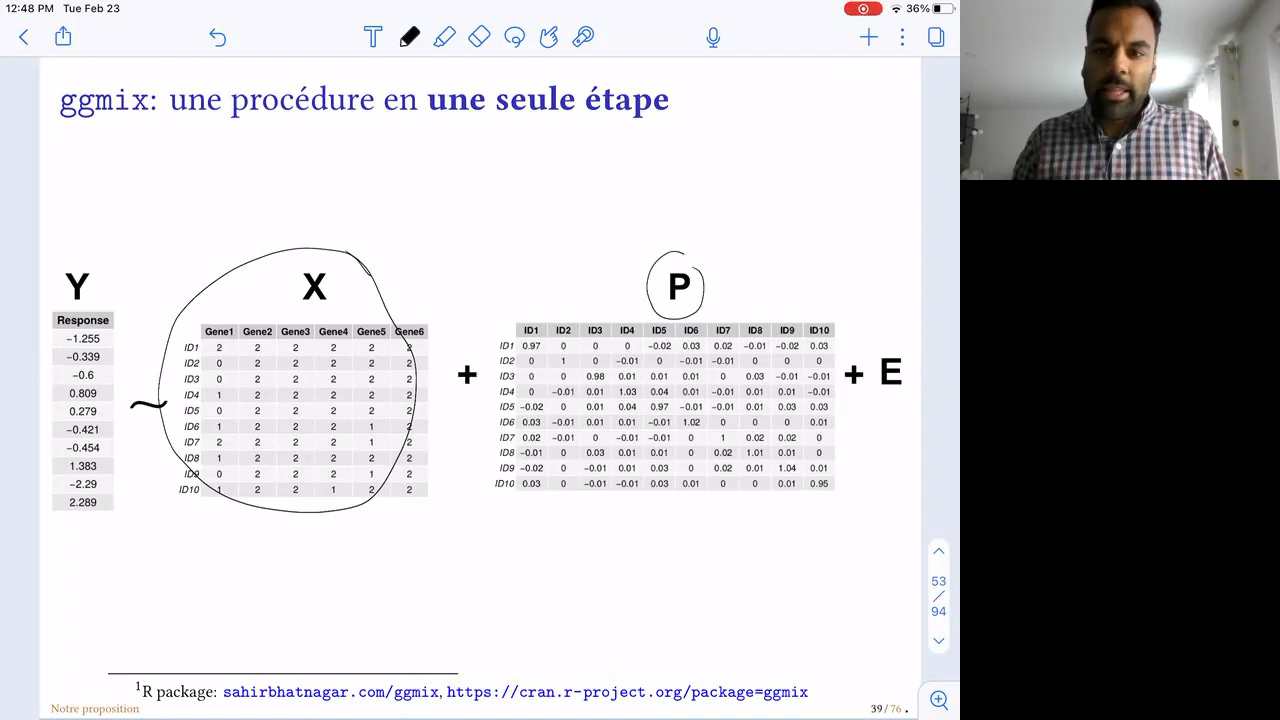 12:48 PM Tue Feb 23
36%
ggmix: une procédure en une seule étape
Y
X
P
Response
−1.255
−0.339
−0.6
0.809
0.279
−0.421
−0.454
1.383
−2.29
2.289
~
Gene1 Gene2 Gene3 Gene4 Gene5 Gene6
ID1 2 2 2 2 2 2
ID2 0 2 2 2 2 2
ID3 0 2 2 2 2 2
ID4 1 2 2 2 2 2
ID5 0 2 2 2 2 2
ID6 1 2 2 2 1 2
ID7 2 2 2 2 1 2
ID8 1 2 2 2 2 2
ID9 0 2 2 2 1 2
ID10 1 2 2 1 2 2
+
ID1 ID2 ID3 ID4 ID5 ID6 ID7 ID8 ID9 ID10
ID1 0.97 0 0 0 −0.02 0.03 0.02 −0.01 −0.02 0.03
ID2 0 1 0 −0.01 0 −0.01 −0.01 0 0 0
ID3 0 0 0.98 0.01 0.01 0.01 0 0.03 −0.01 −0.01
ID4 0 −0.01 0.01 1.03 0.04 0.01 −0.01 0.01 0.01 −0.01
ID5 −0.02 0 0.01 0.04 0.97 −0.01 −0.01 0.01 0.03 0.03
ID6 0.03 −0.01 0.01 0.01 −0.01 1.02 0 0 0 0.01
ID7 0.02 −0.01 0 −0.01 −0.01 0 1 0.02 0.02 0
ID8 −0.01 0 0.03 0.01 0.01 0 0.02 1.01 0.01 0
ID9 −0.02 0 −0.01 0.01 0.03 0 0.02 0.01 1.04 0.01
ID10 0.03 0 −0.01 −0.01 0.03 0.01 0 0 0.01 0.95
+ E
53
/
94
1R package: sahirbhatnagar.com/ggmix, https://cran.r-project.org/package=ggmix
Notre proposition
39 / 76